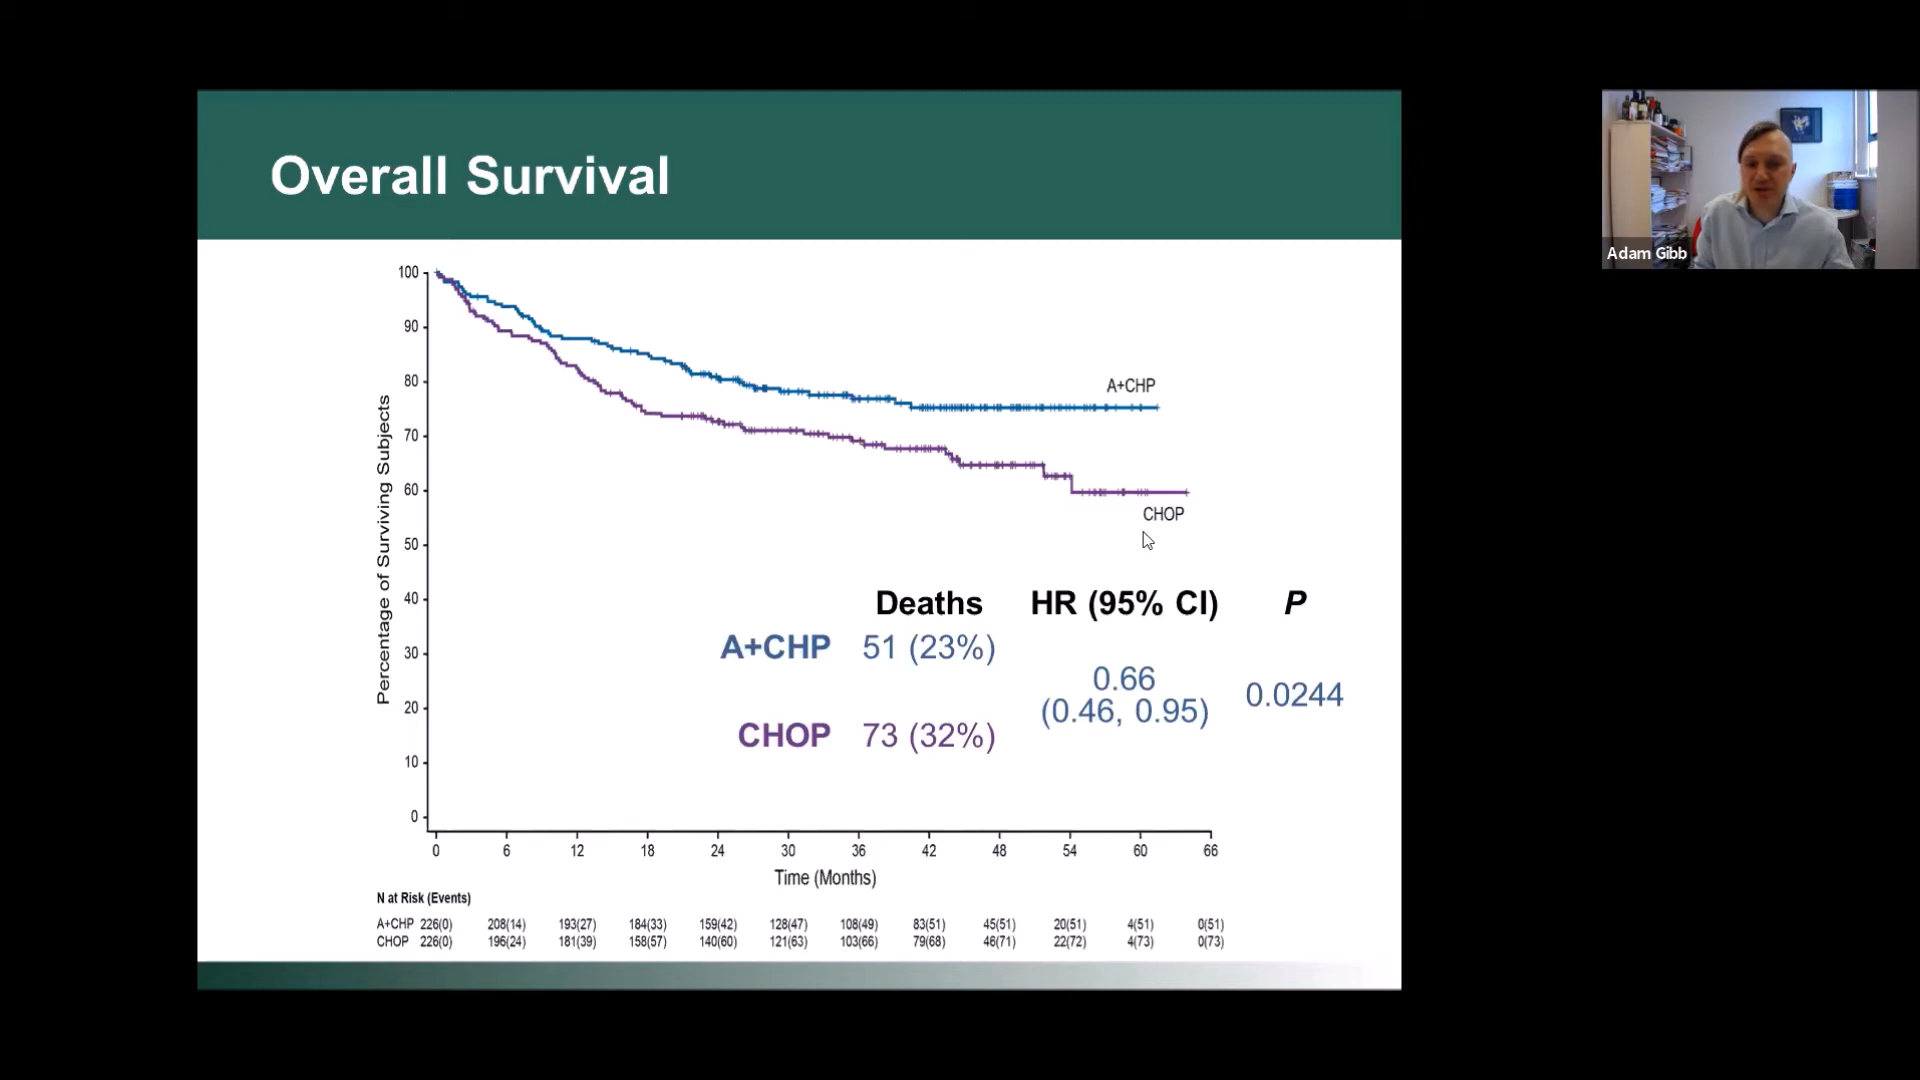 Overall Survival
Adam Gibb
100
90
80
70
60
50
40
30
20
10
0
Percentage of Surviving Subjects
A+CHP
CHOP
Deaths HR (95% CI) P
A+CHP 51 (23%)
0.66
(0.46, 0.95) 0.0244
CHOP 73 (32%)
0 6 12 18 24 30 36 42 48 54 60 66
Time (Months)
N at Risk (Events)
A+CHP 226(0) 208(14) 193(27) 184(33) 159(42) 128(47) 108(49) 83(51) 45(51) 20(51) 4(51) 0(51)
CHOP 226(0) 196(24) 181(39) 158(57) 140(60) 121(63) 103(66) 79(68) 46(71) 22(72) 4(73) 0(73)